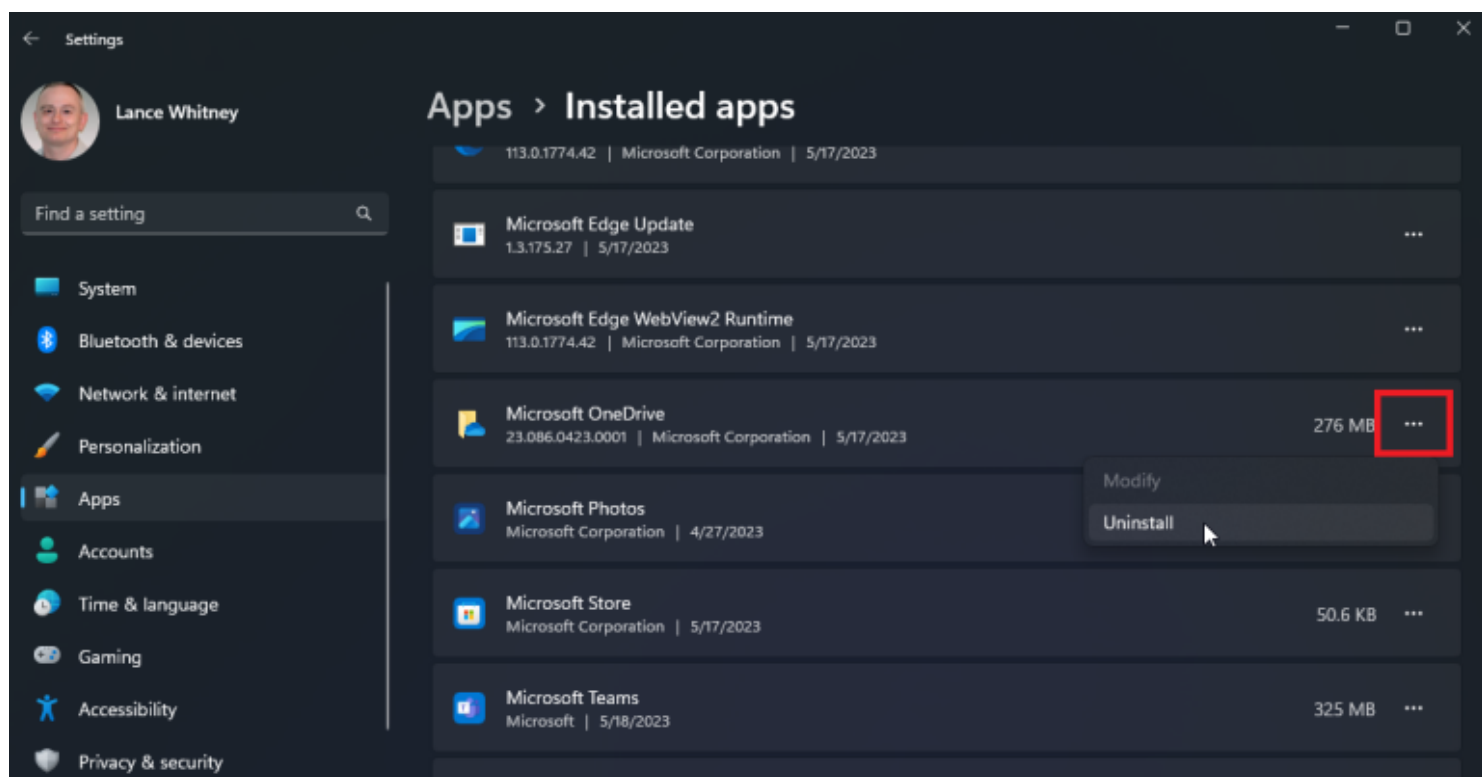 Settings
Lance Whitney
Find a setting
System
Bluetooth & devices
Network & internet
Personalization
Apps
Accounts
Time & language
Gaming
Accessibility
Privacy & security
Apps > Installed apps
113.0.1774.42 | Microsoft Corporation | 5/17/2023
Microsoft Edge Update
1.3.175.27 | 5/17/2023
Microsoft Edge WebView2 Runtime
113.0.1774.42 | Microsoft Corporation | 5/17/2023
Microsoft OneDrive
23.086.0423.0001 | Microsoft Corporation | 5/17/2023
276 MB
Modify
Uninstall
Microsoft Photos
Microsoft Corporation | 4/27/2023
Microsoft Store
Microsoft Corporation | 5/17/2023
50.6 KB
Microsoft Teams
Microsoft | 5/18/2023
325 MB